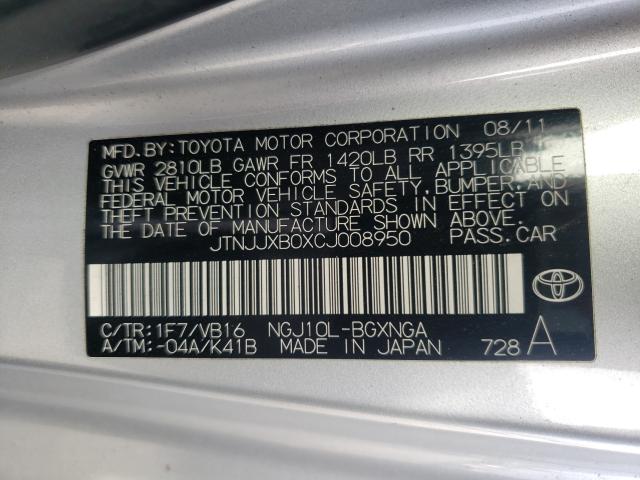 MFD. BY: TOYOTA MOTOR CORPORATION 08/11
GVWR 2810LB GAWR FR 1420LB RR 1395LB
THIS VEHICLE CONFORMS TO ALL APPLICABLE
FEDERAL MOTOR VEHICLE SAFETY, BUMPER, AND
THEFT PREVENTION STANDARDS IN EFFECT ON
THE DATE OF MANUFACTURE SHOWN ABOVE.
JTNJJXB0XCJ008950 PASS. CAR
C/TR: 1F7/VB16 NGJ10L-BGXNGA
A/TM: -04A/K41B MADE IN JAPAN 728 A